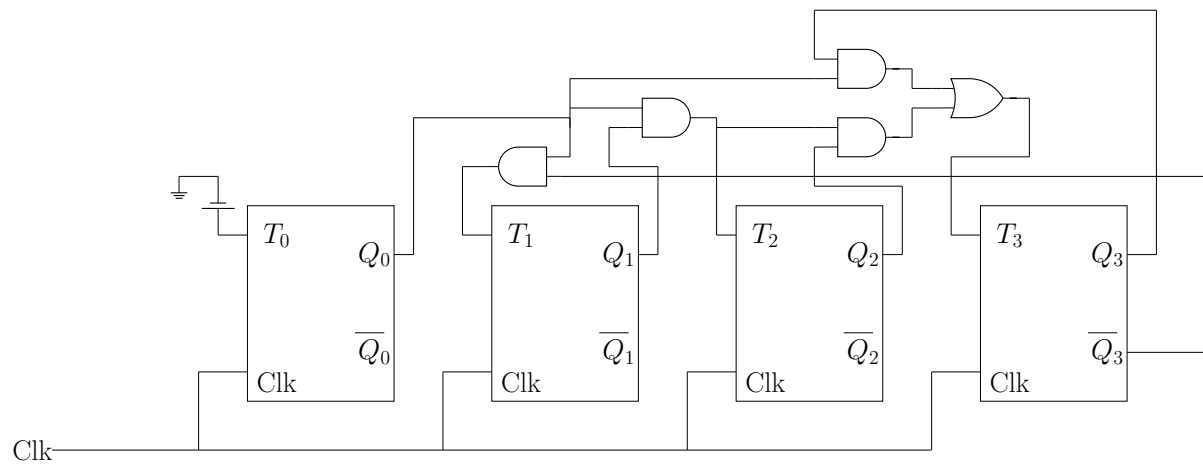 T₀ T₁ T₂ T₃
Q₀ Q₁ Q₂ Q₃
Q̅₀ Q̅₁ Q̅₂ Q̅₃
Clk Clk Clk Clk
Clk